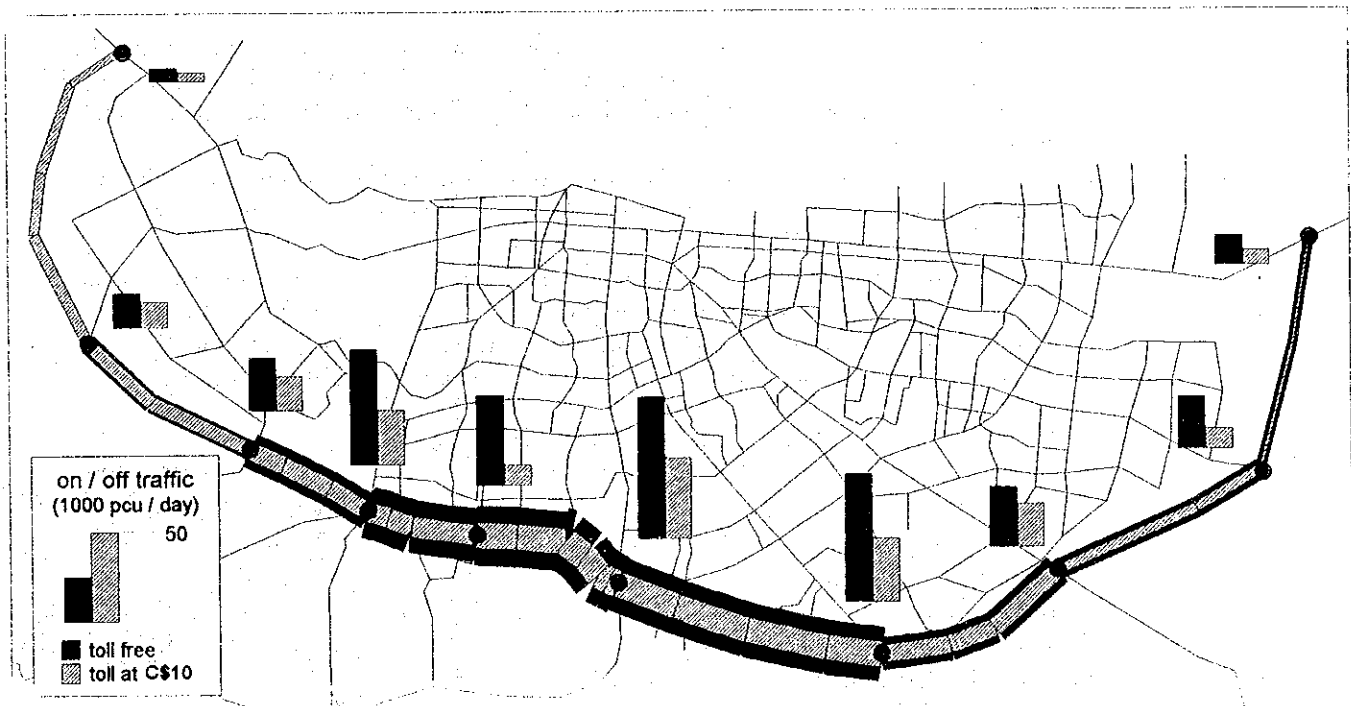 on / off traffic
(1000 pcu / day)
50
toll free
toll at C$10